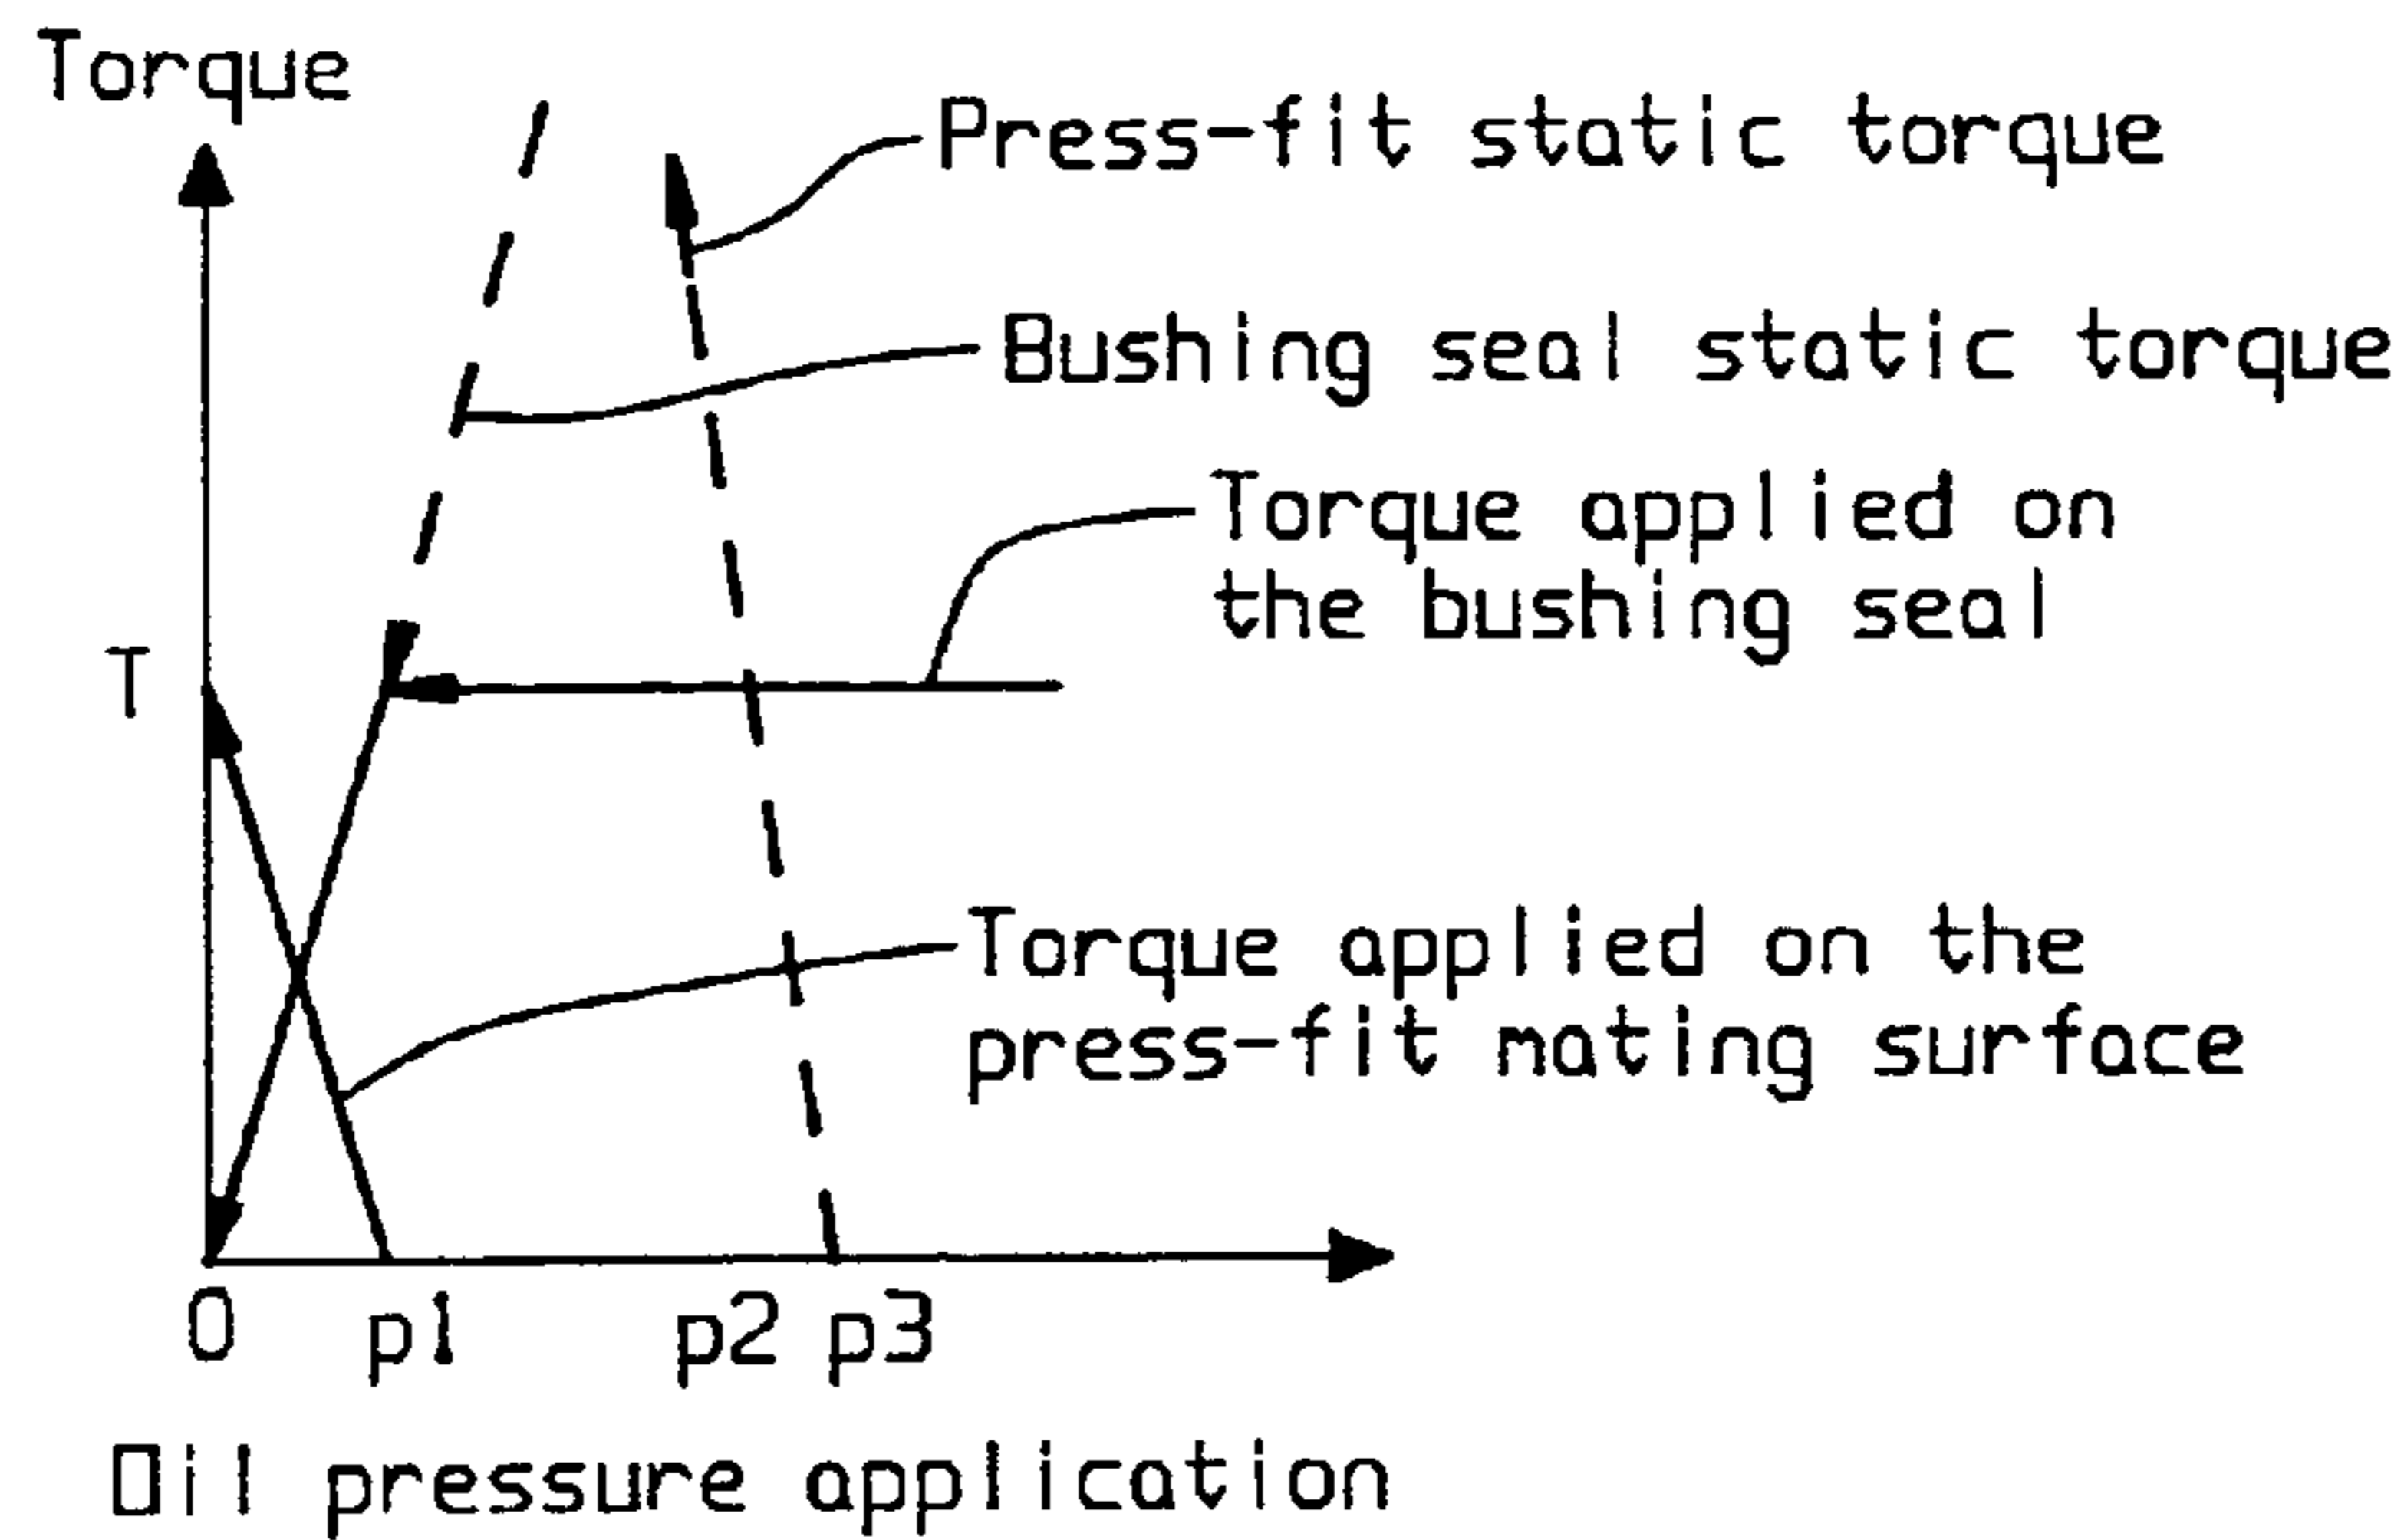 Torque
Press-fit static torque
Bushing seal static torque
Torque applied on
the bushing seal
T
Torque applied on the
press-fit mating surface
0
p1
p2
p3
Oil pressure application